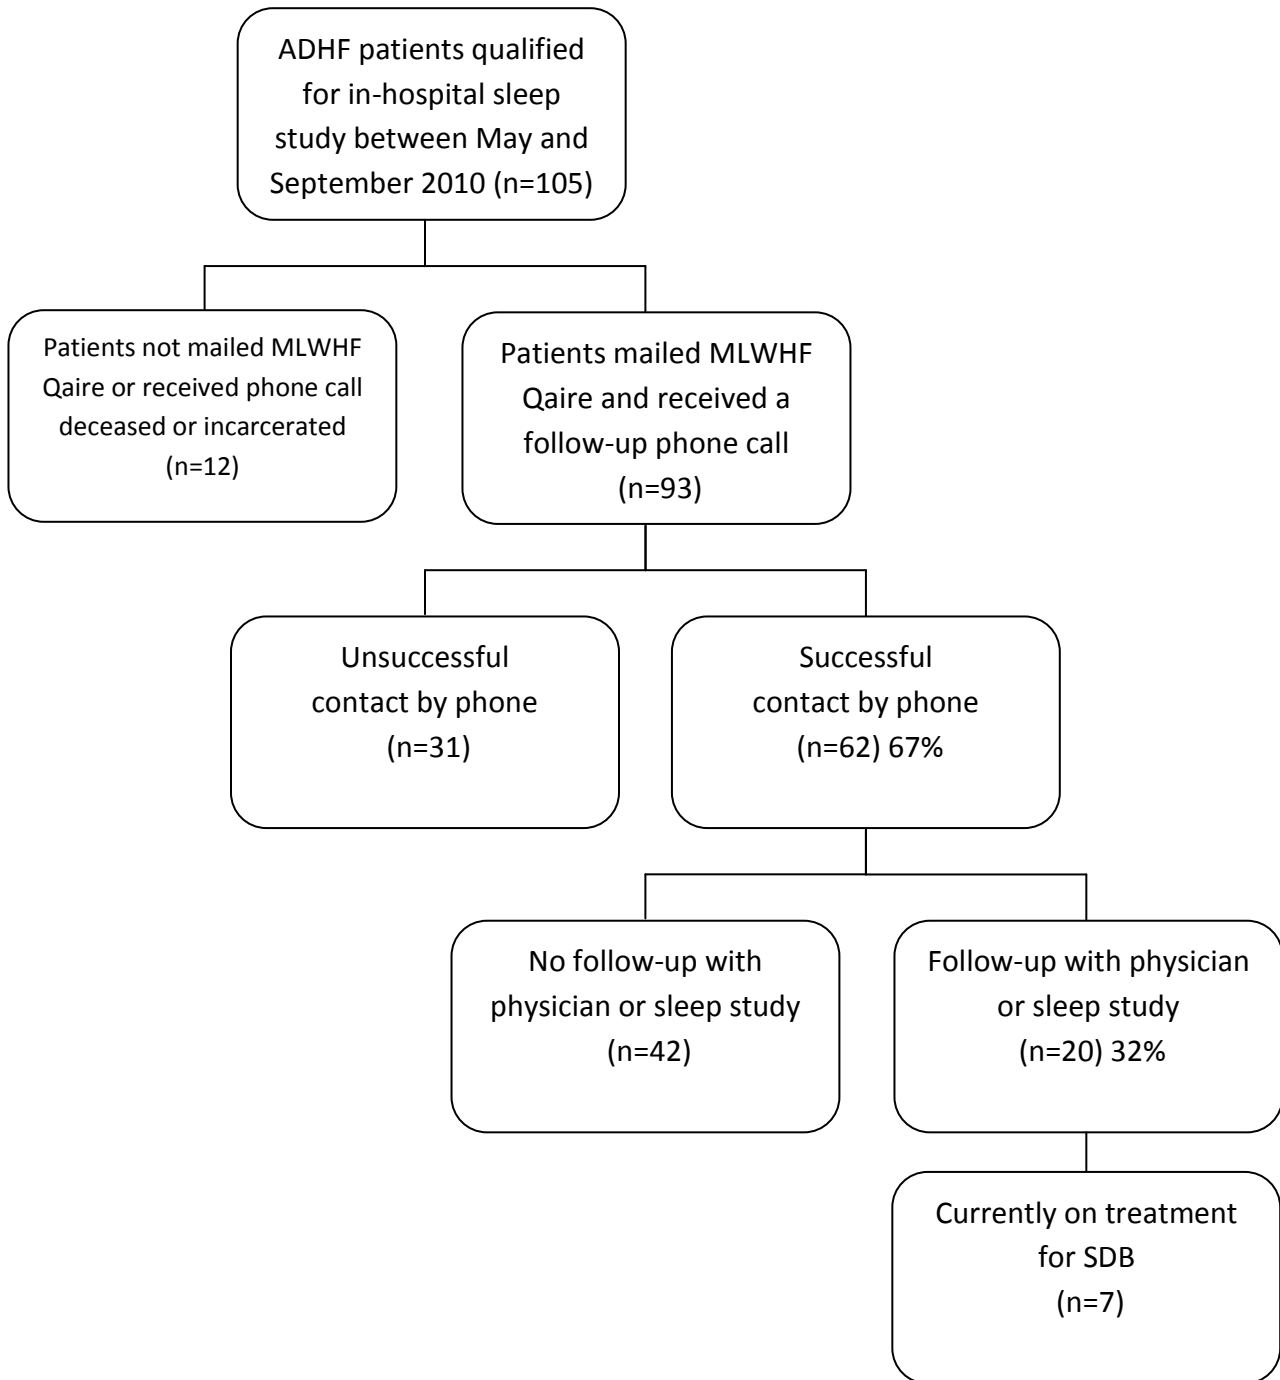 ADHF patients qualified
for in-hospital sleep
study between May and
September 2010 (n=105)
Patients not mailed MLWHF
Qaire or received phone call
deceased or incarcerated
(n=12)
Patients mailed MLWHF
Qaire and received a
follow-up phone call
(n=93)
Unsuccessful
contact by phone
(n=31)
Successful
contact by phone
(n=62) 67%
No follow-up with
physician or sleep study
(n=42)
Follow-up with physician
or sleep study
(n=20) 32%
Currently on treatment
for SDB
(n=7)